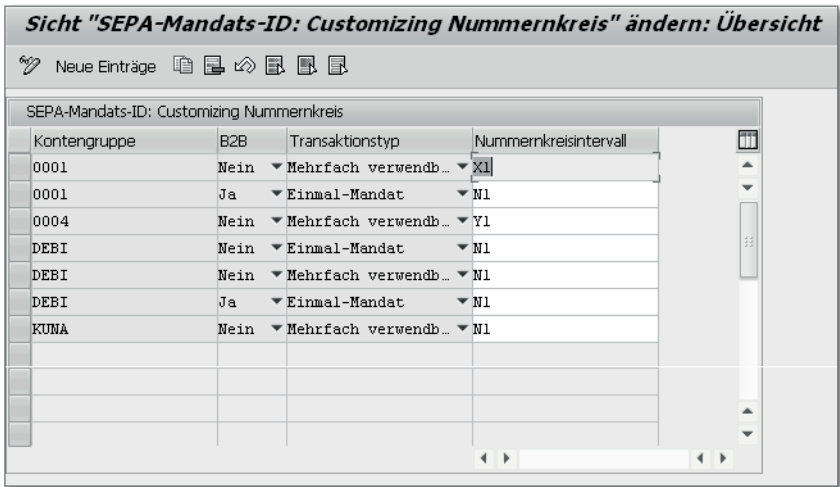 Sicht "SEPA-Mandats-ID: Customizing Nummernkreis" ändern: Übersicht
Neue Einträge
SEPA-Mandats-ID: Customizing Nummernkreis
Kontengruppe B2B Transaktionstyp Nummernkreisintervall
0001 Nein Mehrfach verwendb… X1
0001 Ja Einmal-Mandat N1
0004 Nein Mehrfach verwendb… Y1
DEBI Nein Einmal-Mandat N1
DEBI Nein Mehrfach verwendb… N1
DEBI Ja Einmal-Mandat N1
KUNA Nein Mehrfach verwendb… N1